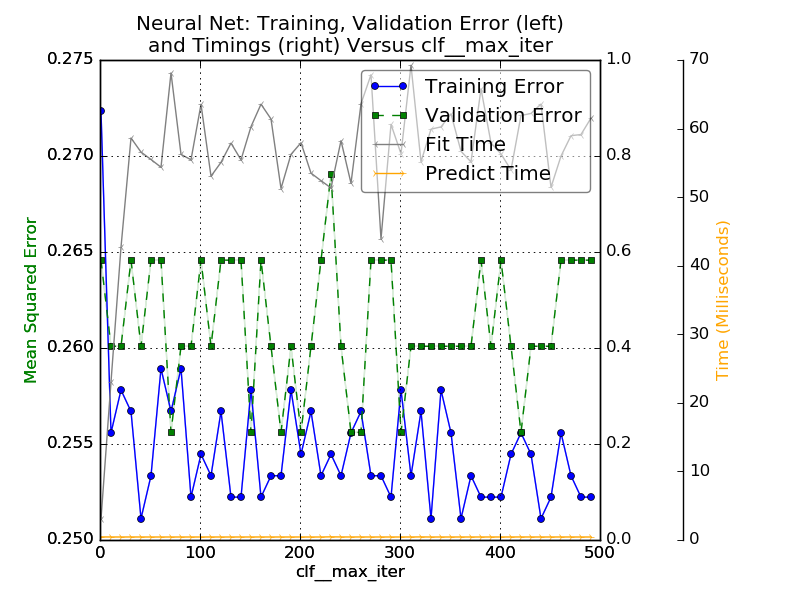 Neural Net: Training, Validation Error (left)
and Timings (right) Versus clf__max_iter
Training Error
Validation Error
Fit Time
Predict Time
Mean Squared Error
0.275
0.270
0.265
0.260
0.255
0.250
1.0
0.8
0.6
0.4
0.2
0.0
70
60
50
40
30
20
10
0
Time (Milliseconds)
0
100
200
300
400
500
clf__max_iter